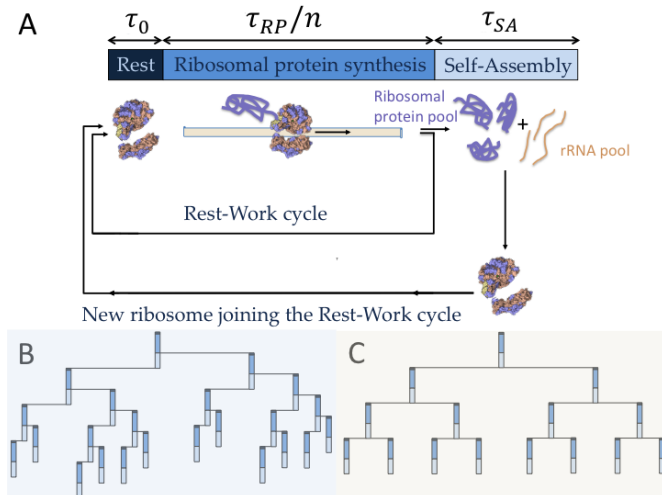 A
τ0 τRP/n τSA
Rest Ribosomal protein synthesis Self-Assembly
Ribosomal
protein pool
+
rRNA pool
Rest-Work cycle
New ribosome joining the Rest-Work cycle
B C